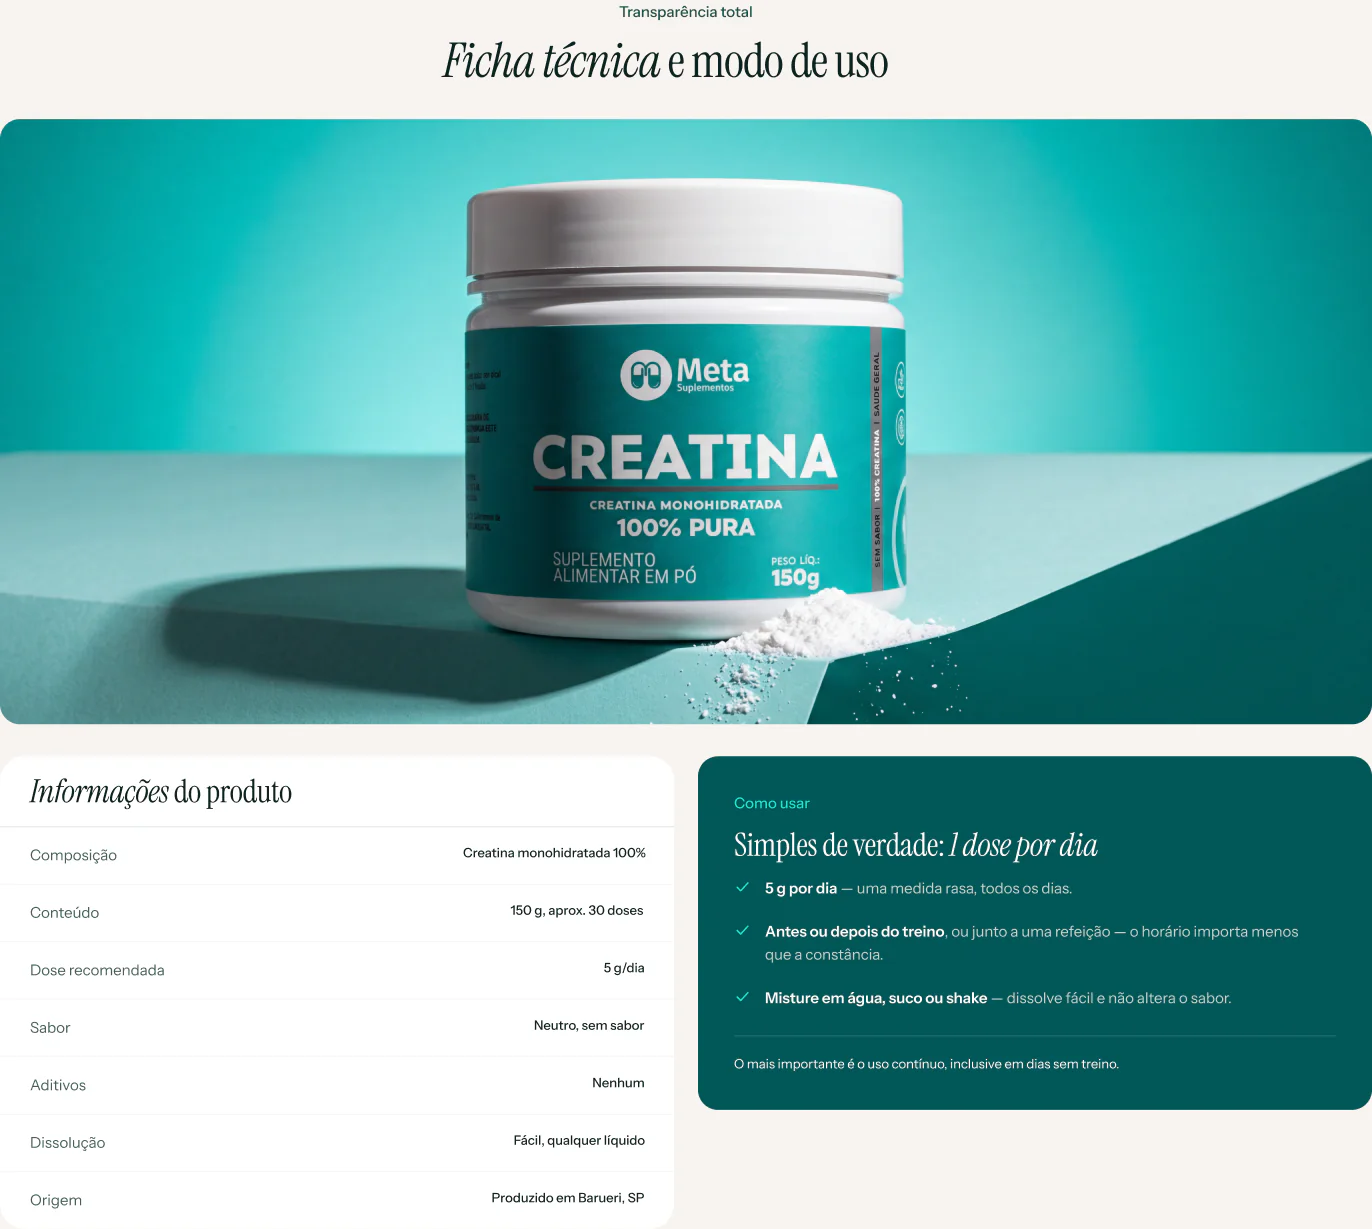 Transparência total
Ficha técnica e modo de uso
Meta
Suplementos
CREATINA
CREATINA MONOHIDRATADA
100% PURA
SUPLEMENTO
ALIMENTAR EM PÓ
PESO LÍQ.:
150g
SEM SABOR | 100% CREATINA | SAUDE GERAL
Informações do produto
Composição
Creatina monohidratada 100%
Conteúdo
150 g, aprox. 30 doses
Dose recomendada
5 g/dia
Sabor
Neutro, sem sabor
Aditivos
Nenhum
Dissolução
Fácil, qualquer líquido
Origem
Produzido em Barueri, SP
Como usar
Simples de verdade: 1 dose por dia
5 g por dia — uma medida rasa, todos os dias.
Antes ou depois do treino, ou junto a uma refeição — o horário importa menos
que a constância.
Misture em água, suco ou shake — dissolve fácil e não altera o sabor.
O mais importante é o uso contínuo, inclusive em dias sem treino.